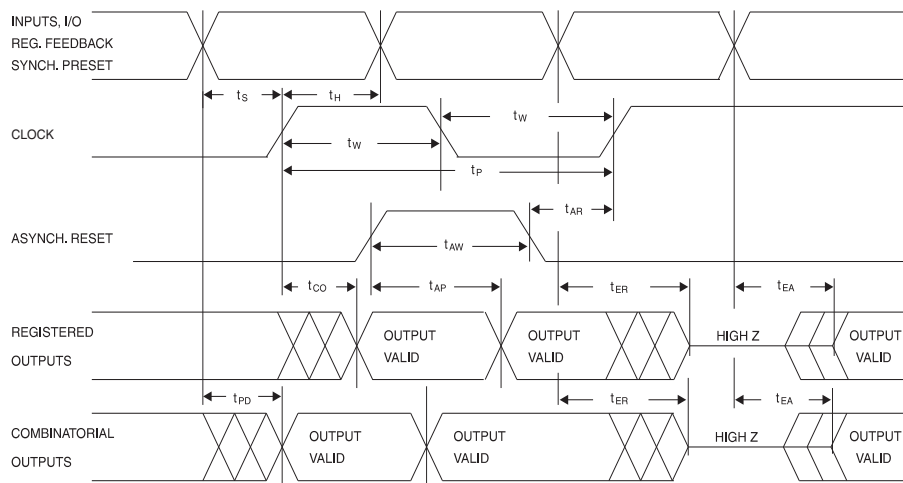 INPUTS, I/O
REG. FEEDBACK
SYNCH. PRESET
tS
tH
CLOCK
tW
tW
tP
tAR
ASYNCH. RESET
tAW
tCO
tAP
tER
tEA
REGISTERED
OUTPUTS
OUTPUT
VALID
OUTPUT
VALID
HIGH Z
OUTPUT
VALID
tPD
tER
tEA
COMBINATORIAL
OUTPUTS
OUTPUT
VALID
OUTPUT
VALID
HIGH Z
OUTPUT
VALID